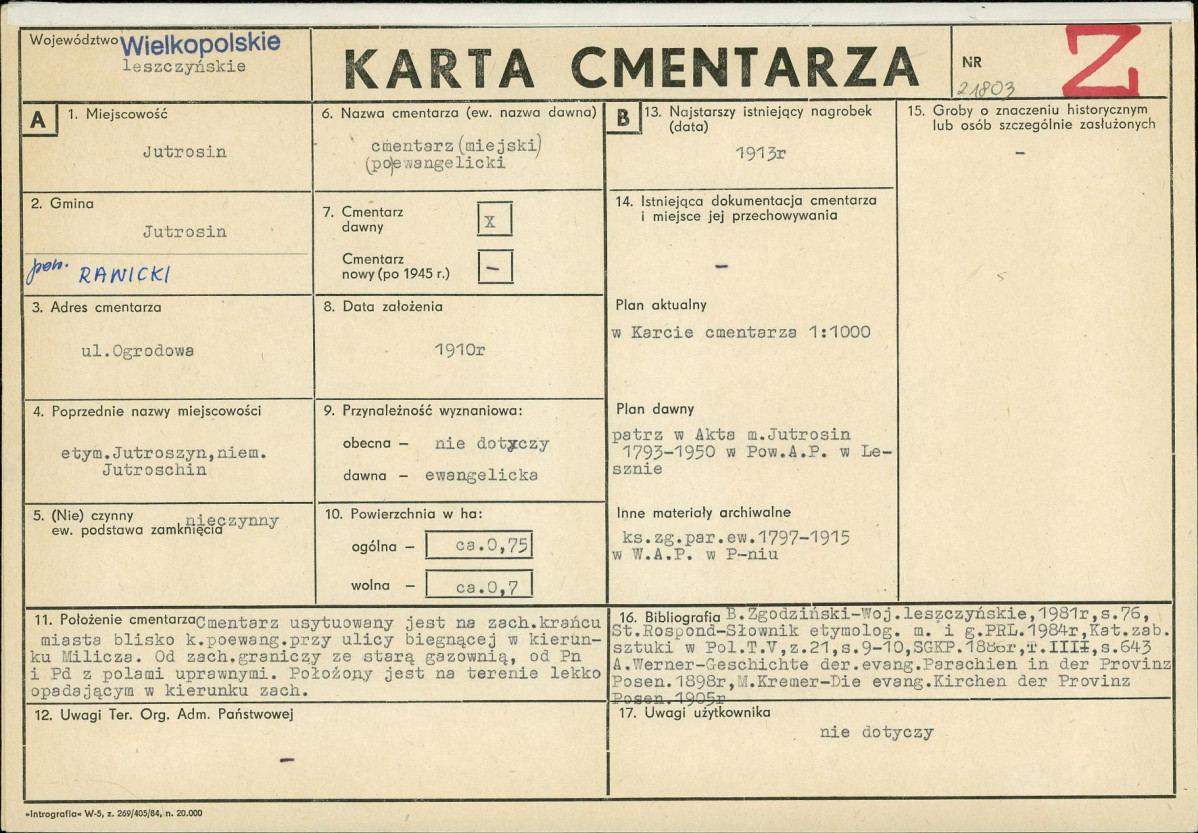 Województwo Wielkopolskie
leszczyńskie
KARTA CMENTARZA
NR
21803
Z
A
1. Miejscowość
Jutrosin
2. Gmina
Jutrosin
pow. RAWICKI
3. Adres cmentarza
ul.Ogrodowa
4. Poprzednie nazwy miejscowości
etym.Jutroszyn,niem.
Jutroschin
5. (Nie) czynny nieczynny
ew. podstawa zamknięcia
6. Nazwa cmentarza (ew. nazwa dawna)
cmentarz (miejski)
(po)ewangelicki
7. Cmentarz
dawny
x
Cmentarz
nowy (po 1945 r.)
–
8. Data założenia
1910r
9. Przynależność wyznaniowa:
obecna – nie dotyczy
dawna – ewangelicka
10. Powierzchnia w ha:
ogólna – ca.0,75
wolna – ca.0,7
B
13. Najstarszy istniejący nagrobek
(data)
1913r
14. Istniejąca dokumentacja cmentarza
i miejsce jej przechowywania
–
Plan aktualny
w Karcie cmentarza 1:1000
Plan dawny
patrz w Akta m.Jutrosin
1793-1950 w Pow.A.P. w Le-
sznie
Inne materiały archiwalne
ks.zg.par.ew.1797-1915
w W.A.P. w P-niu
15. Groby o znaczeniu historycznym
lub osób szczególnie zasłużonych
–
11. Położenie cmentarza Cmentarz usytuowany jest na zach.krańcu
miasta blisko k.poewang.przy ulicy biegnącej w kierun-
ku Milicza. Od zach.graniczy ze starą gazownią, od Pn
i Pd z polami uprawnymi. Położony jest na terenie lekko
opadającym w kierunku zach.
12. Uwagi Ter. Org. Adm. Państwowej
–
16. Bibliografia B.Zgodziński-Woj.leszczyńskie,1981r,s.76,
St.Rospond-Słownik etymolog. m. i g.PRL.1984r,Kat.zab.
sztuki w Pol.T.V,z.21,s.9-10,SGKP.1880r,T.III,s.643
A.Werner-Geschichte der.evang.Parachien in der Provinz
Posen.1898r,M.Kremer-Die evang.Kirchen der Provinz
Posen.1905r
17. Uwagi użytkownika
nie dotyczy
»Intrografia« W-5, z. 269/405/84, n. 20.000